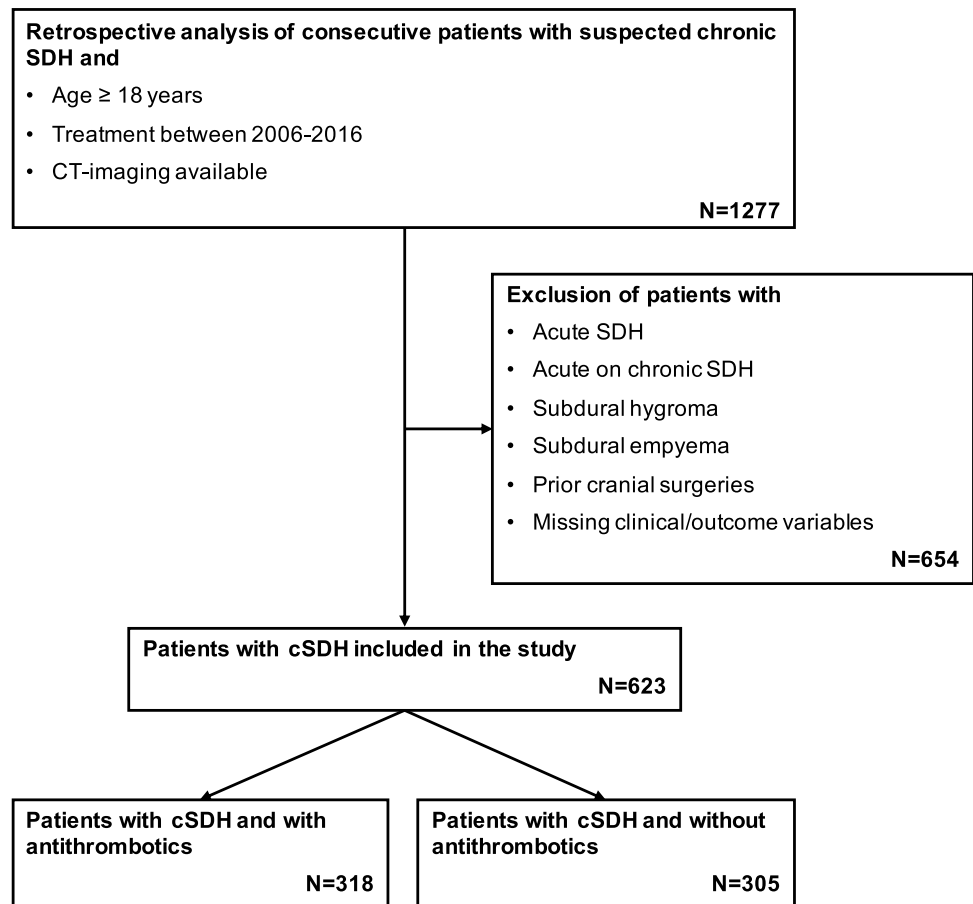 Retrospective analysis of consecutive patients with suspected chronic
SDH and
• Age ≥ 18 years
• Treatment between 2006-2016
• CT-imaging available
N=1277
Exclusion of patients with
• Acute SDH
• Acute on chronic SDH
• Subdural hygroma
• Subdural empyema
• Prior cranial surgeries
• Missing clinical/outcome variables
N=654
Patients with cSDH included in the study
N=623
Patients with cSDH and with
antithrombotics
N=318
Patients with cSDH and without
antithrombotics
N=305